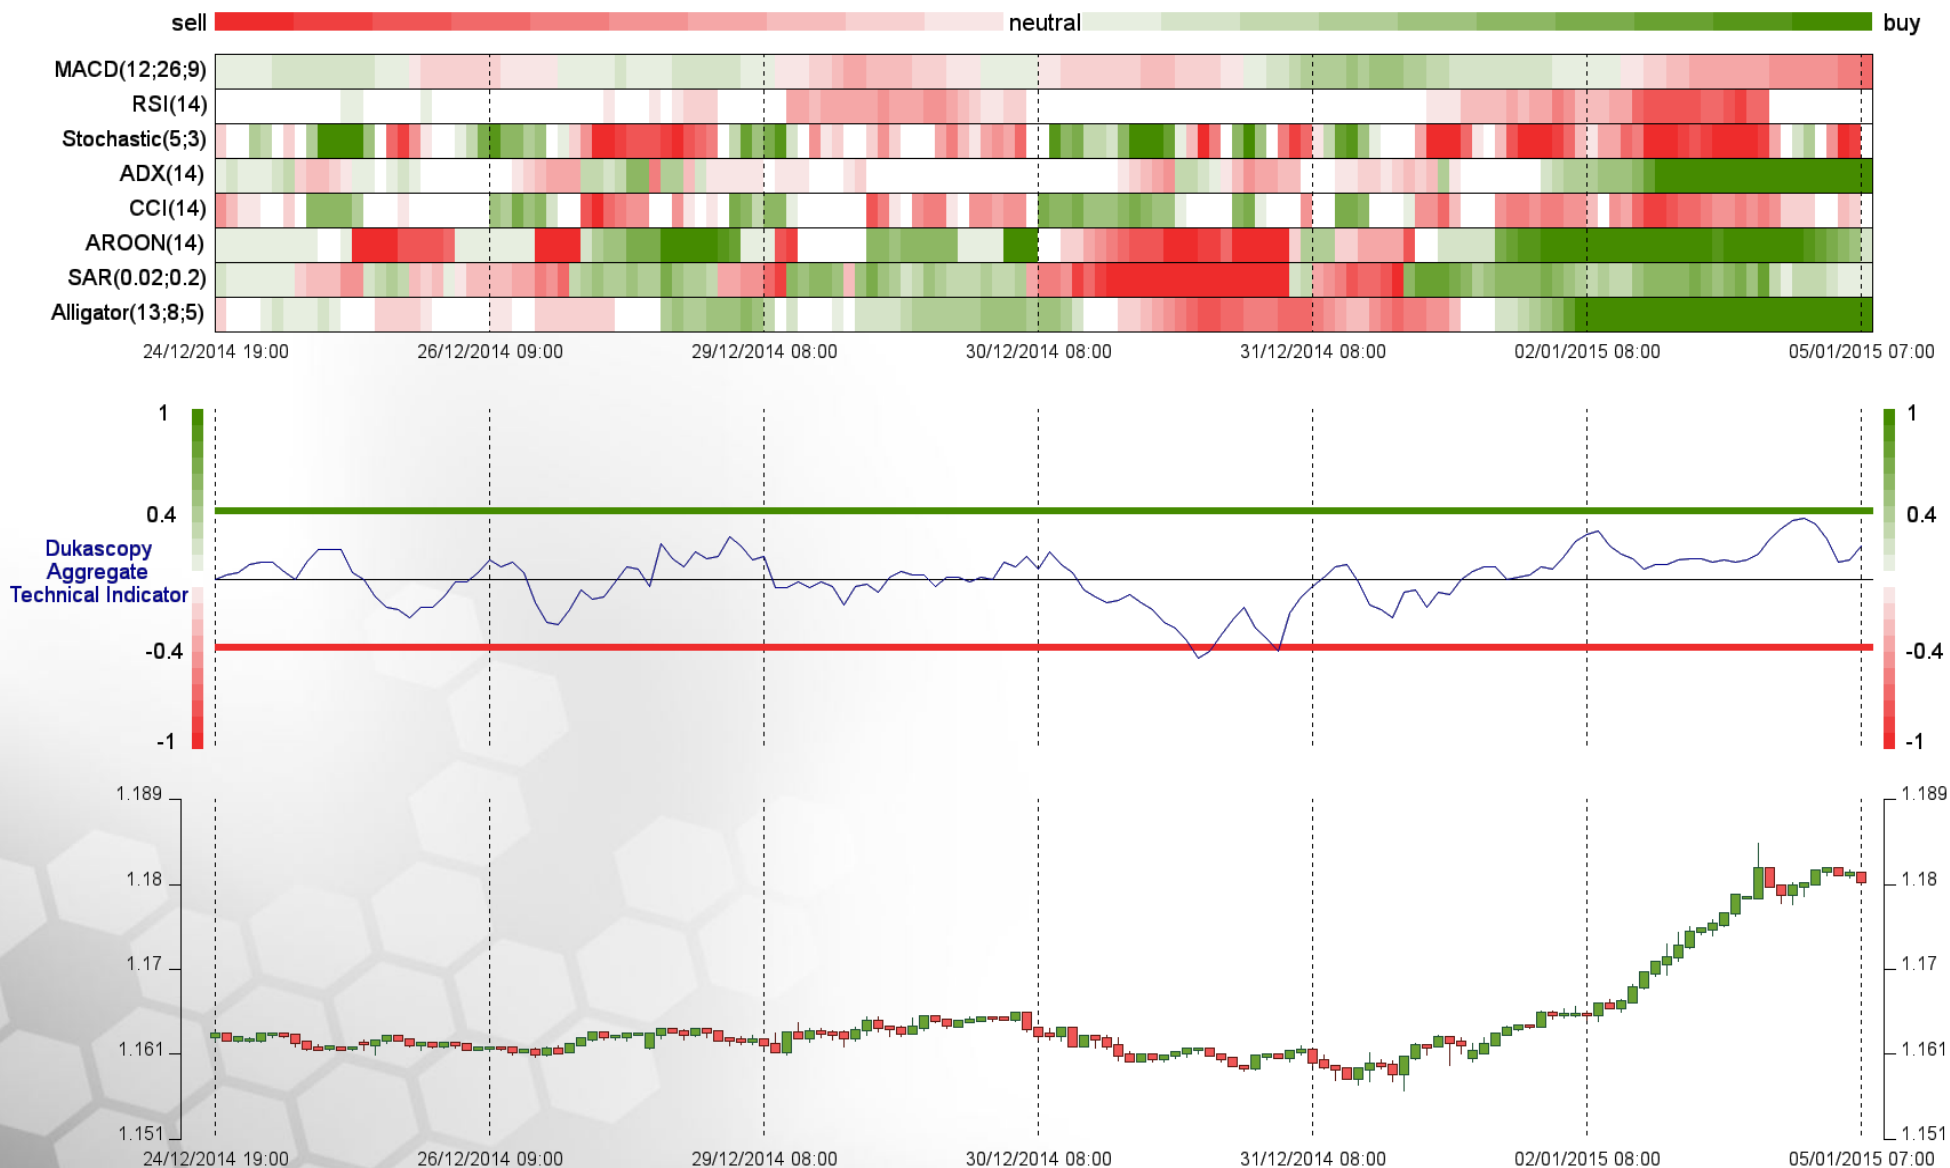 sell neutral buy
MACD(12;26;9)
RSI(14)
Stochastic(5;3)
ADX(14)
CCI(14)
AROON(14)
SAR(0.02;0.2)
Alligator(13;8;5)
24/12/2014 19:00 26/12/2014 09:00 29/12/2014 08:00 30/12/2014 08:00 31/12/2014 08:00 02/01/2015 08:00 05/01/2015 07:00
1 1
0.4 0.4
Dukascopy
Aggregate
Technical Indicator
-0.4 -0.4
-1 -1
1.189 1.189
1.18 1.18
1.17 1.17
1.161 1.161
1.151 1.151
24/12/2014 19:00 26/12/2014 09:00 29/12/2014 08:00 30/12/2014 08:00 31/12/2014 08:00 02/01/2015 08:00 05/01/2015 07:00